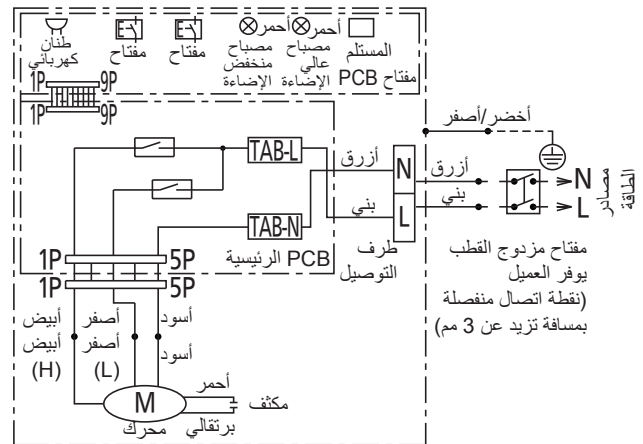 طنان
كهربائي
مفتاح
مفتاح
أحمر
مصباح
منخفض
الإضاءة
أحمر
مصباح
عالي
الإضاءة
المستلم
مفتاح PCB
1P
9P
1P
9P
TAB-L
TAB-N
أزرق
بني
N
L
طرف
التوصيل
PCB الرئيسية
1P
5P
1P
5P
أبيض
أصفر
أسود
أبيض
أصفر
أسود
(H)
(L)
M
محرك
أحمر
برتقالي
مكثف
أخضر/أصفر
أزرق
بني
N
L
مصادر
الطاقة
مفتاح مزدوج القطب
يوفر العميل
(نقطة اتصال منفصلة
بمسافة تزيد عن 3 مم)